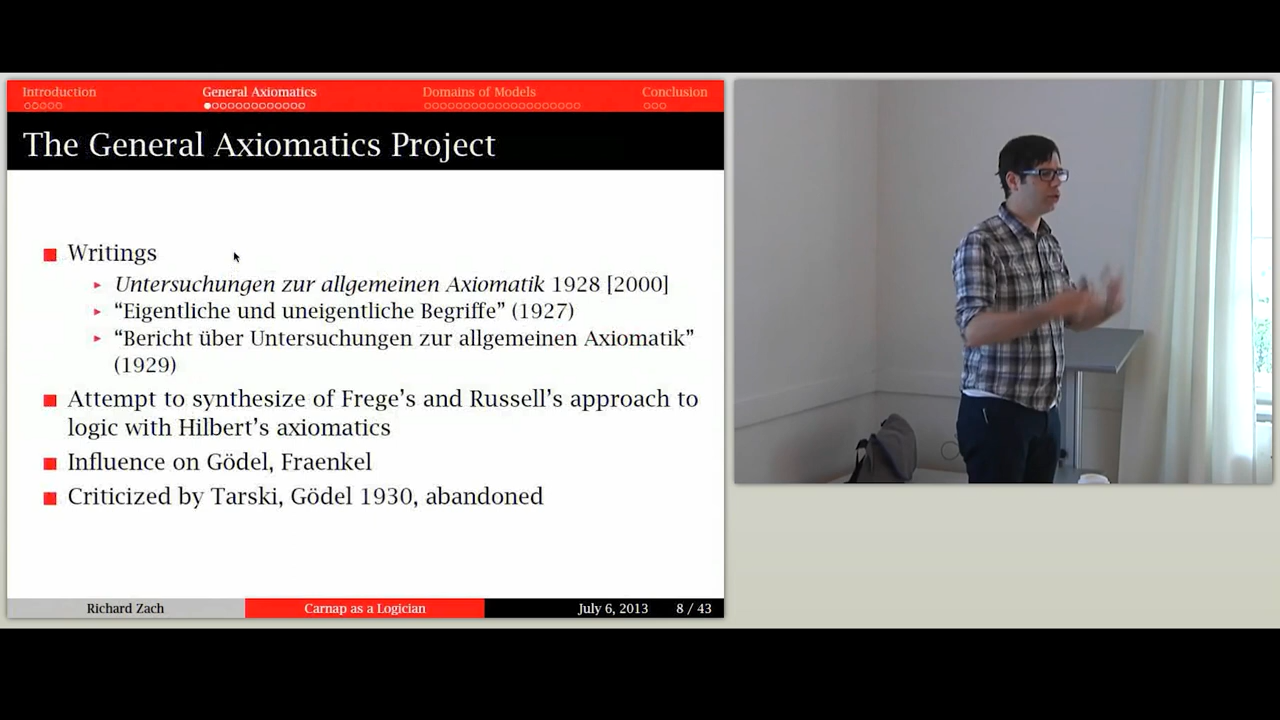 Introduction
General Axiomatics
Domains of Models
Conclusion
The General Axiomatics Project
Writings
Untersuchungen zur allgemeinen Axiomatik 1928 [2000]
“Eigentliche und uneigentliche Begriffe” (1927)
“Bericht über Untersuchungen zur allgemeinen Axiomatik”
(1929)
Attempt to synthesize of Frege’s and Russell’s approach to
logic with Hilbert’s axiomatics
Influence on Gödel, Fraenkel
Criticized by Tarski, Gödel 1930, abandoned
Richard Zach
Carnap as a Logician
July 6, 2013
8 / 43